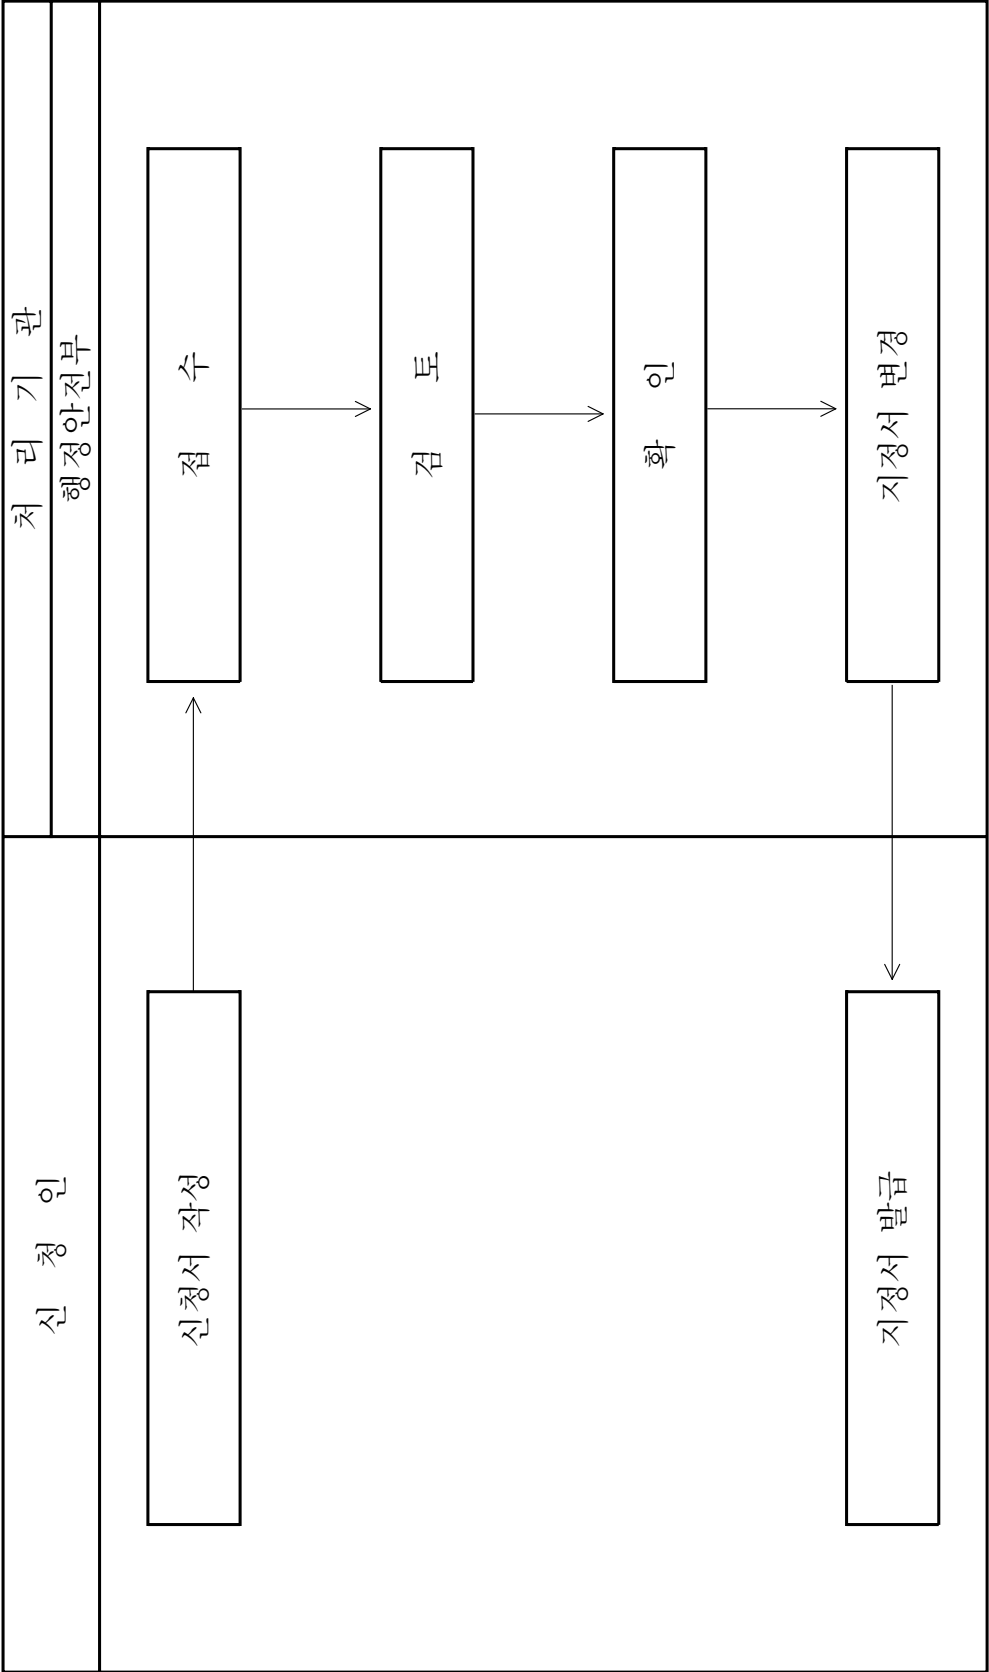 신 청 인
처 리 기 관
행정안전부
신청서 작성
접 수
검 토
확 인
지정서 변경
지정서 발급